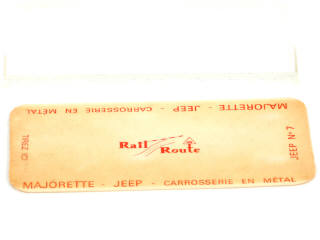 MAJORETTE - JEEP - CARROSSERIE EN MÉTAL
Rail
Route
JEEP N° 7
MAJORETTE - JEEP - CARROSSERIE EN MÉTAL